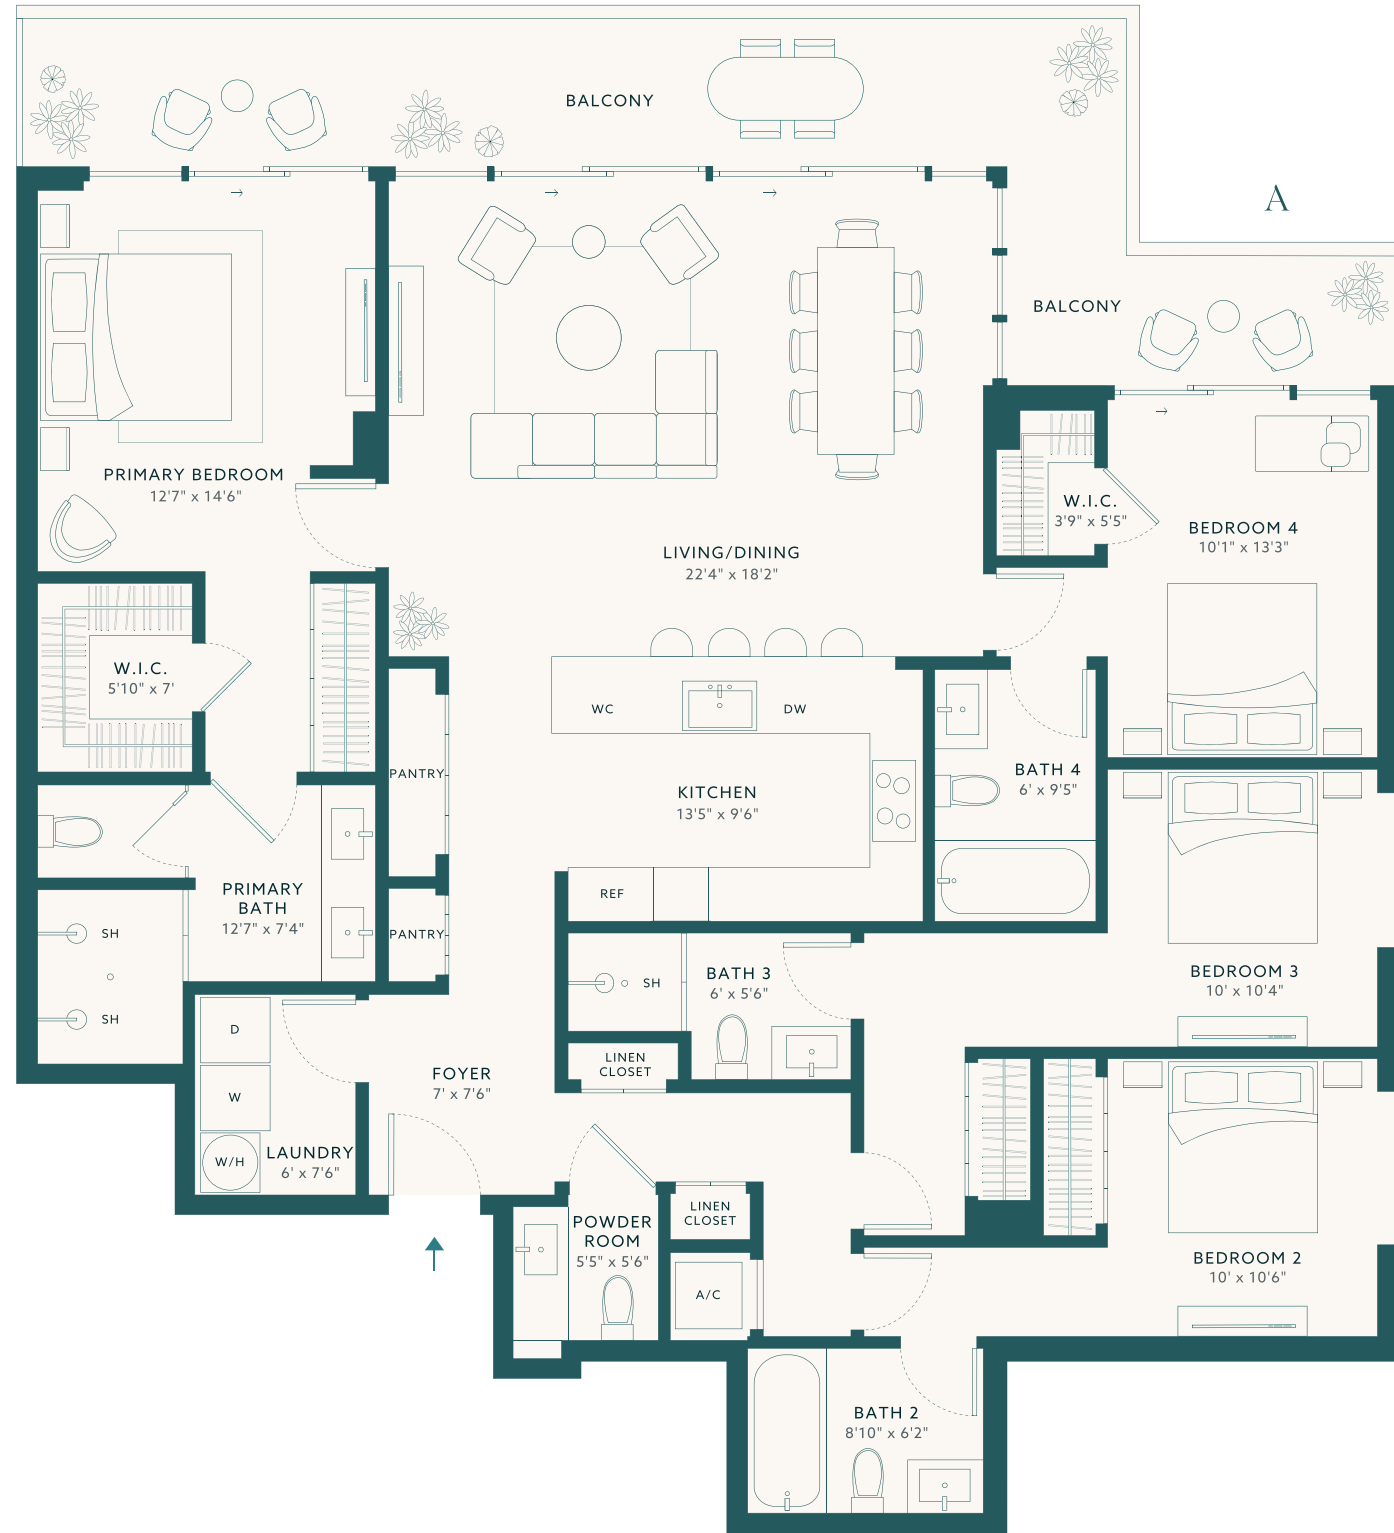 BALCONY
A
BALCONY
PRIMARY BEDROOM
12'7" x 14'6"
W.I.C.
3'9" x 5'5"
BEDROOM 4
10'1" x 13'3"
LIVING/DINING
22'4" x 18'2"
W.I.C.
5'10" x 7'
WC
DW
PANTRY
KITCHEN
13'5" x 9'6"
BATH 4
6' x 9'5"
PRIMARY
BATH
12'7" x 7'4"
REF
PANTRY
SH
SH
BATH 3
6' x 5'6"
SH
BEDROOM 3
10' x 10'4"
D
W
W/H
LAUNDRY
6' x 7'6"
FOYER
7' x 7'6"
LINEN
CLOSET
LINEN
CLOSET
POWDER
ROOM
5'5" x 5'6"
A/C
BEDROOM 2
10' x 10'6"
BATH 2
8'10" x 6'2"